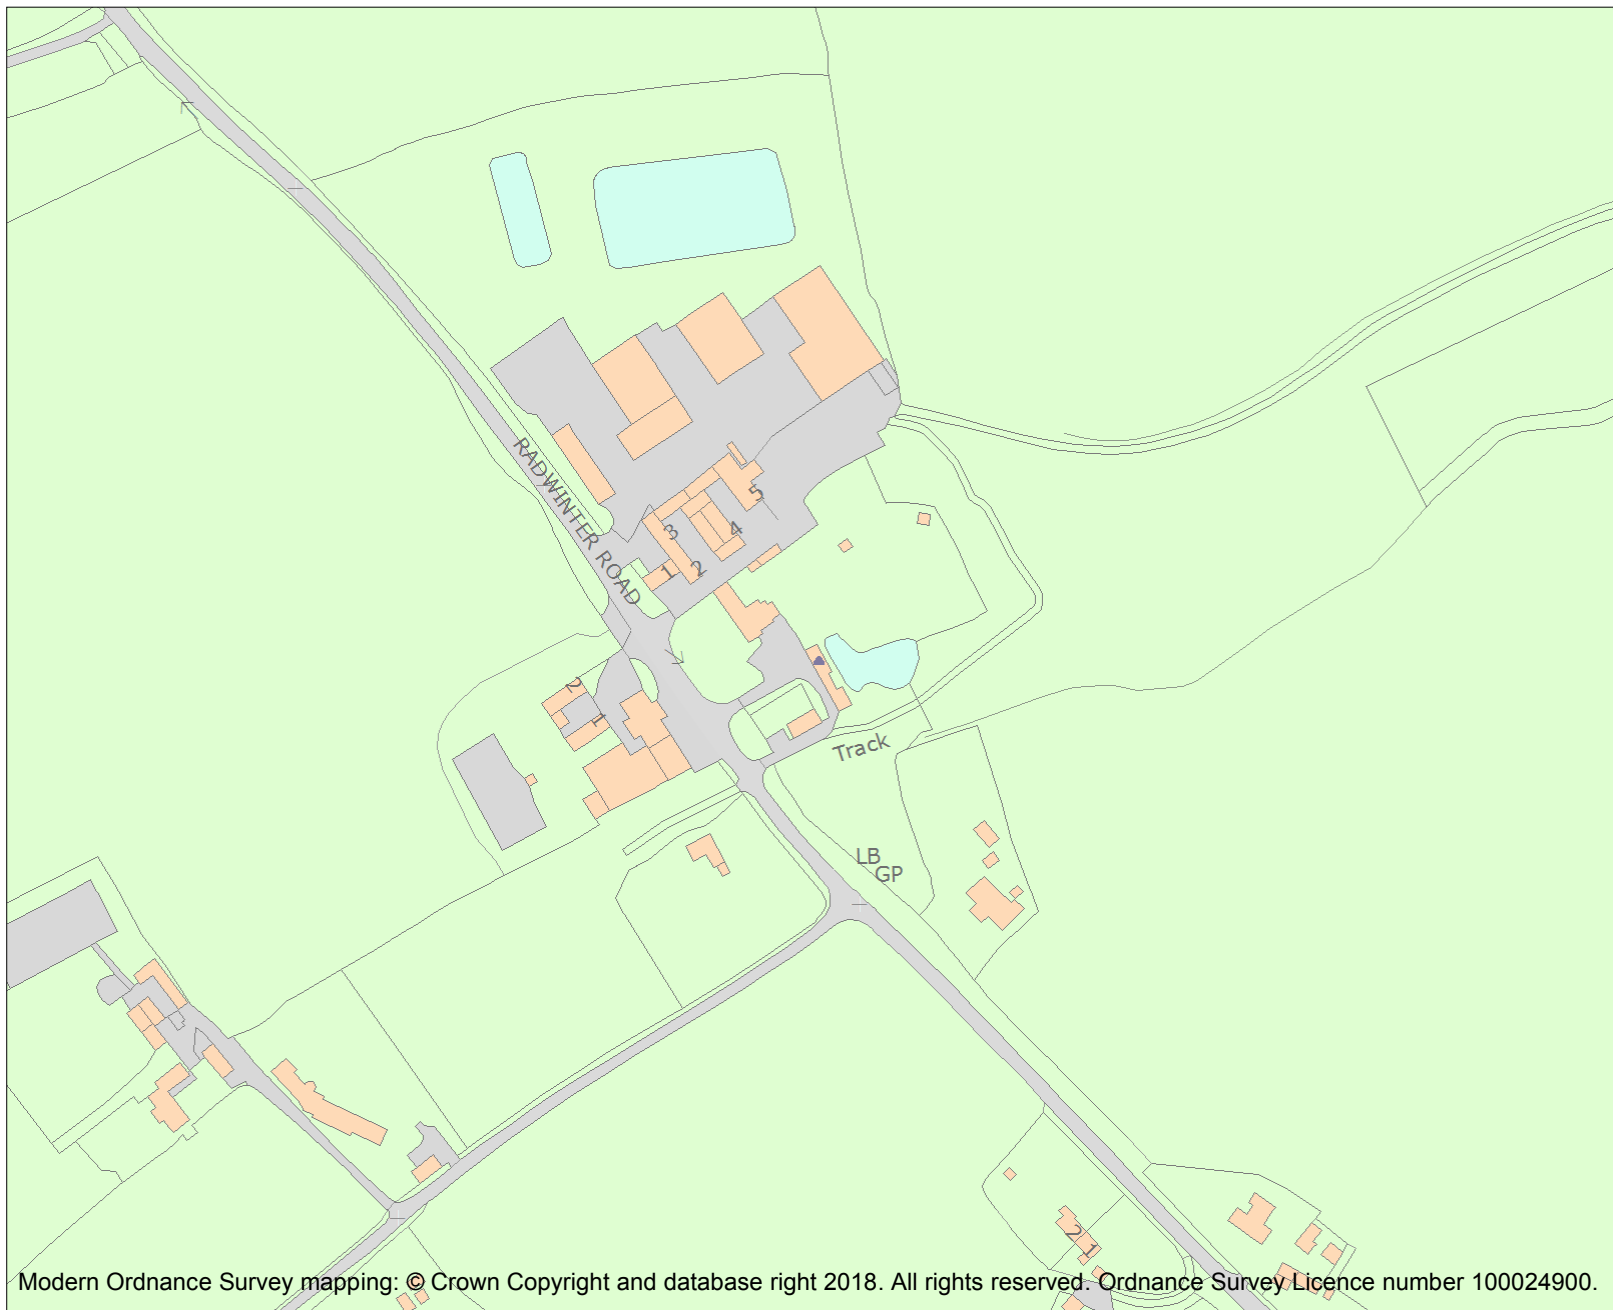 RADWINTER ROAD
5
3
4
1
2
2
1
Track
LB
GP
2
1
Modern Ordnance Survey mapping: © Crown Copyright and database right 2018. All rights reserved. Ordnance Survey Licence number 100024900.